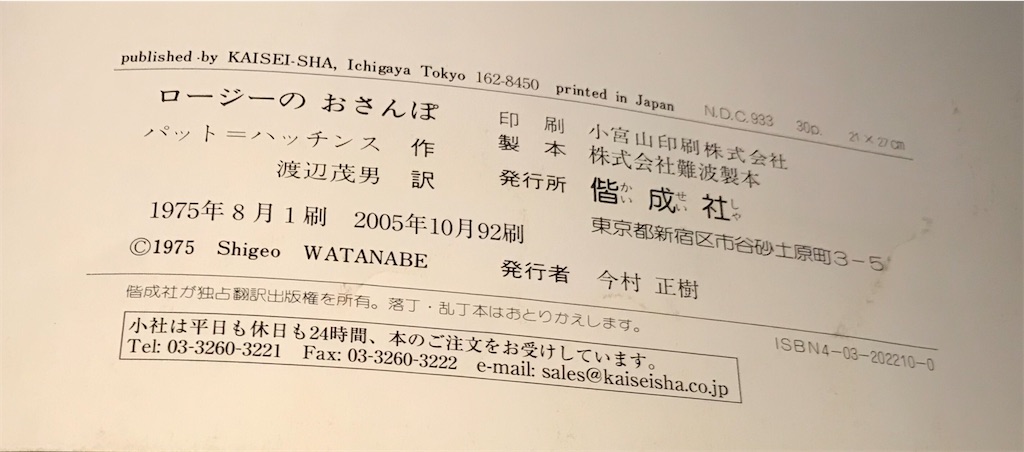 published by KAISEI-SHA, Ichigaya Tokyo 162-8450 printed in Japan N.D.C.933 30p. 21×27cm
ロージーの おさんぽ
パット＝ハッチンス 作
渡辺茂男 訳
1975年8月1刷 2005年10月92刷
©1975 Shigeo WATANABE
印刷 小宮山印刷株式会社
製本 株式会社難波製本
発行所 偕成社
かい せい しゃ
東京都新宿区市谷砂土原町3-5
発行者 今村 正樹
偕成社が独占翻訳出版権を所有。落丁・乱丁本はおとりかえします。
ISBN4-03-202210-0
小社は平日も休日も24時間、本のご注文をお受けしています。
Tel: 03-3260-3221 Fax: 03-3260-3222 e-mail: sales@kaiseisha.co.jp